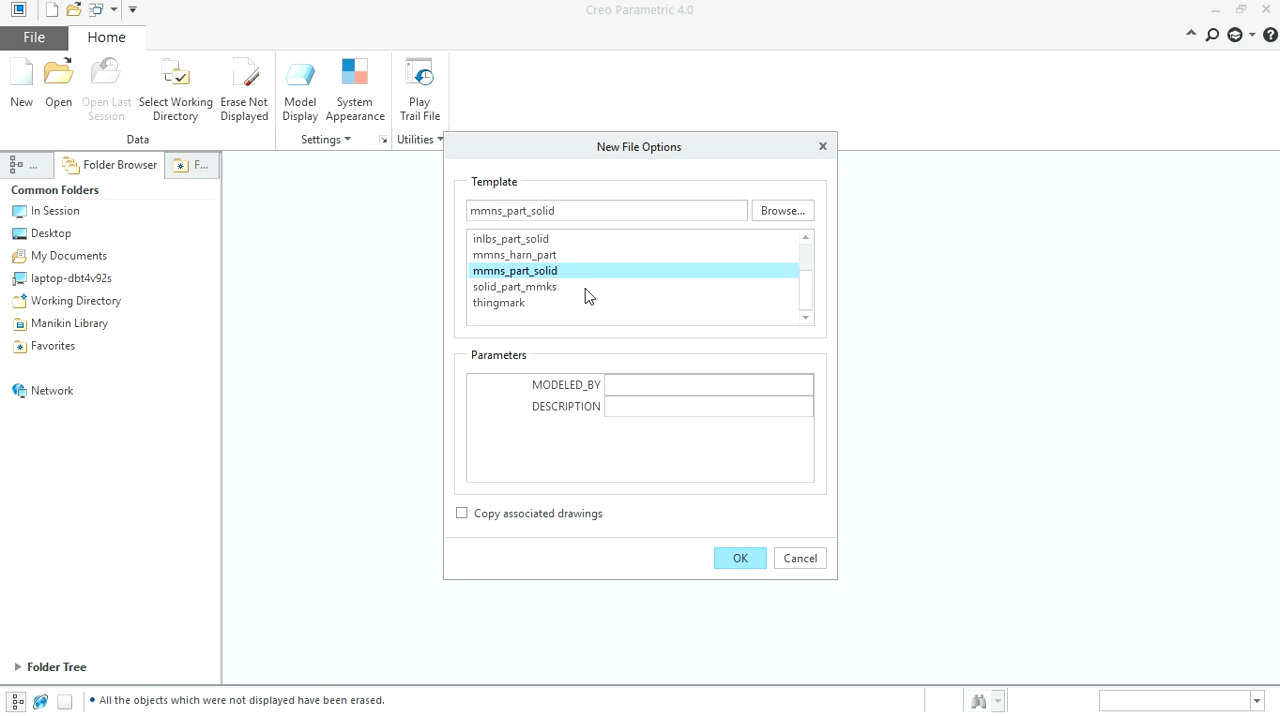 Creo Parametric 4.0
File
Home
New
Open
Open Last Session
Select Working Directory
Erase Not Displayed
Model Display
System Appearance
Play Trail File
Data
Settings
Utilities
...
Folder Browser
F...
Common Folders
In Session
Desktop
My Documents
laptop-dbt4v92s
Working Directory
Manikin Library
Favorites
Network
Folder Tree
New File Options
Template
mmns_part_solid
Browse...
inlbs_part_solid
mmns_harn_part
mmns_part_solid
solid_part_mmks
thingmark
Parameters
MODELED_BY
DESCRIPTION
Copy associated drawings
OK
Cancel
• All the objects which were not displayed have been erased.